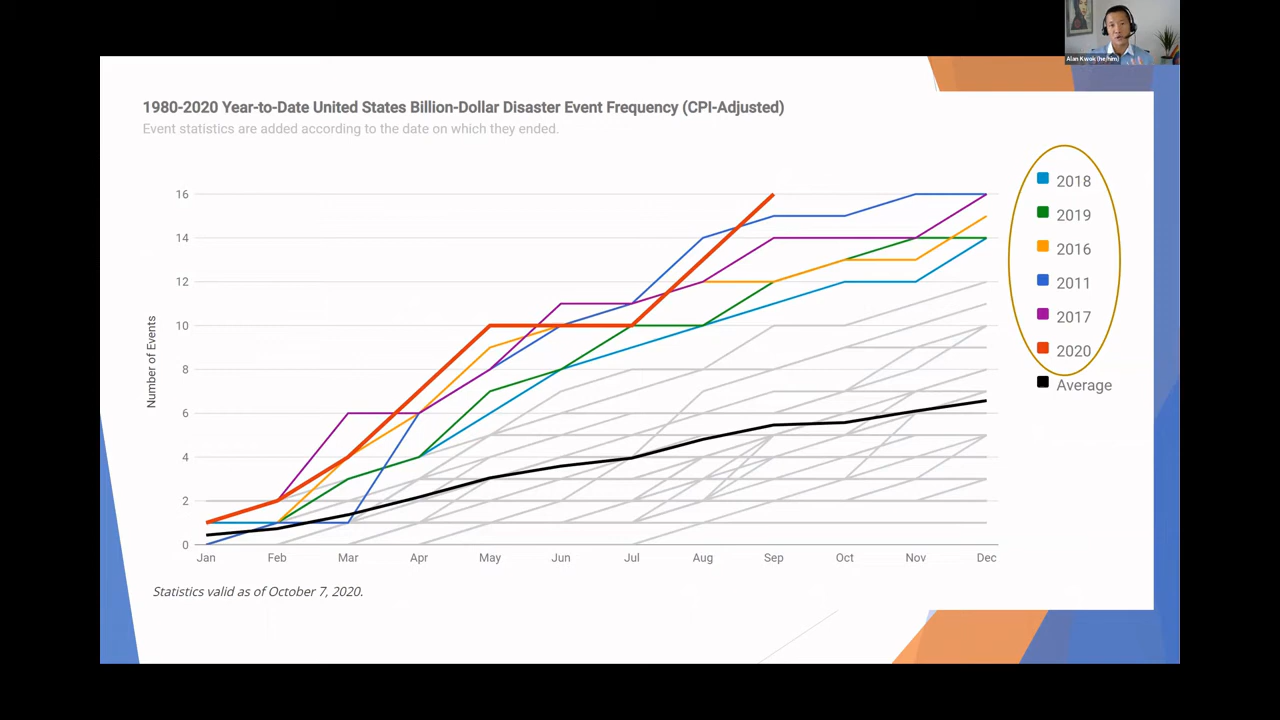 Alan Kwok (he/him)
1980-2020 Year-to-Date United States Billion-Dollar Disaster Event Frequency (CPI-Adjusted)
Event statistics are added according to the date on which they ended.
2018
2019
2016
2011
2017
2020
Average
Number of Events
16
14
12
10
8
6
4
2
0
Jan Feb Mar Apr May Jun Jul Aug Sep Oct Nov Dec
Statistics valid as of October 7, 2020.